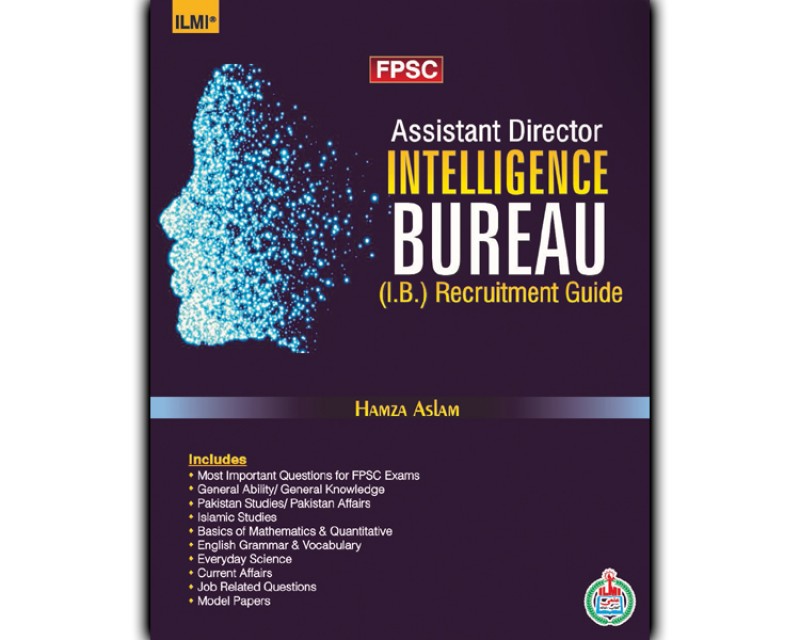 ILMI®
FPSC
Assistant Director
INTELLIGENCE
BUREAU
(I.B.) Recruitment Guide
HAMZA ASLAM
Includes
• Most Important Questions for FPSC Exams
• General Ability/ General Knowledge
• Pakistan Studies/ Pakistan Affairs
• Islamic Studies
• Basics of Mathematics & Quantitative
• English Grammar & Vocabulary
• Everyday Science
• Current Affairs
• Job Related Questions
• Model Papers
ILMI